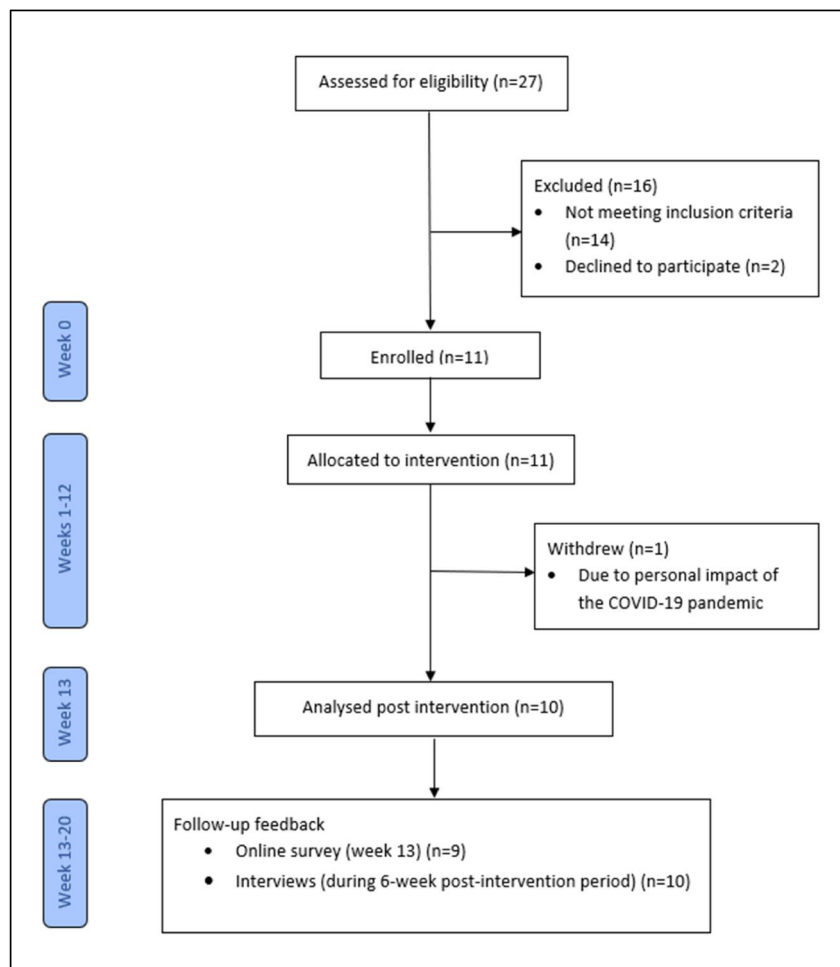 Assessed for eligibility (n=27)
Excluded (n=16)
• Not meeting inclusion criteria
(n=14)
• Declined to participate (n=2)
Week 0
Enrolled (n=11)
Weeks 1-12
Allocated to intervention (n=11)
Withdrew (n=1)
• Due to personal impact of
the COVID-19 pandemic
Week 13
Analysed post intervention (n=10)
Week 13-20
Follow-up feedback
• Online survey (week 13) (n=9)
• Interviews (during 6-week post-intervention period) (n=10)